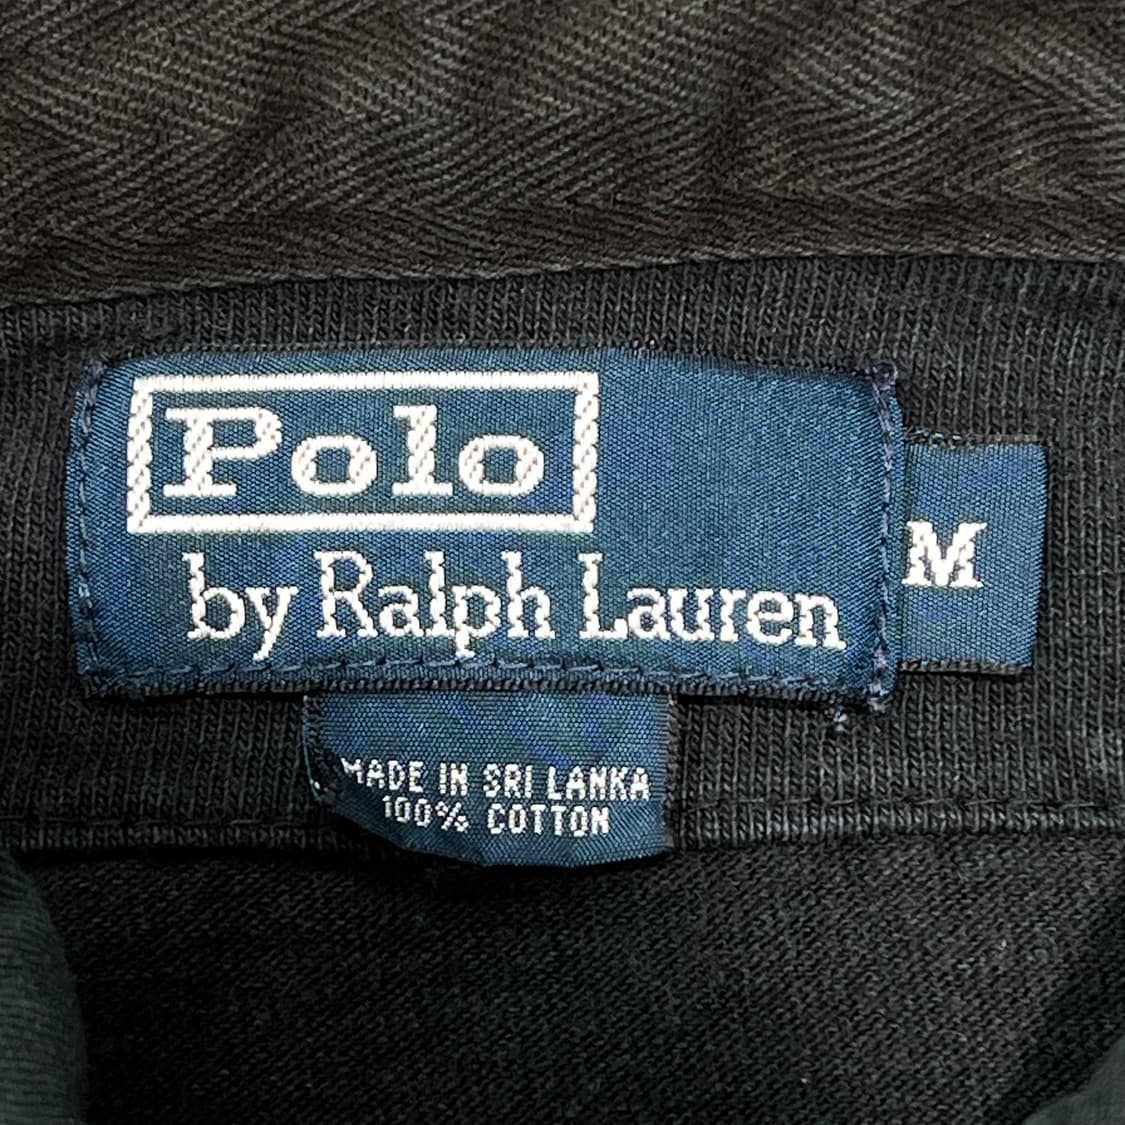 Polo
by Ralph Lauren
M
MADE IN SRI LANKA
100% COTTON